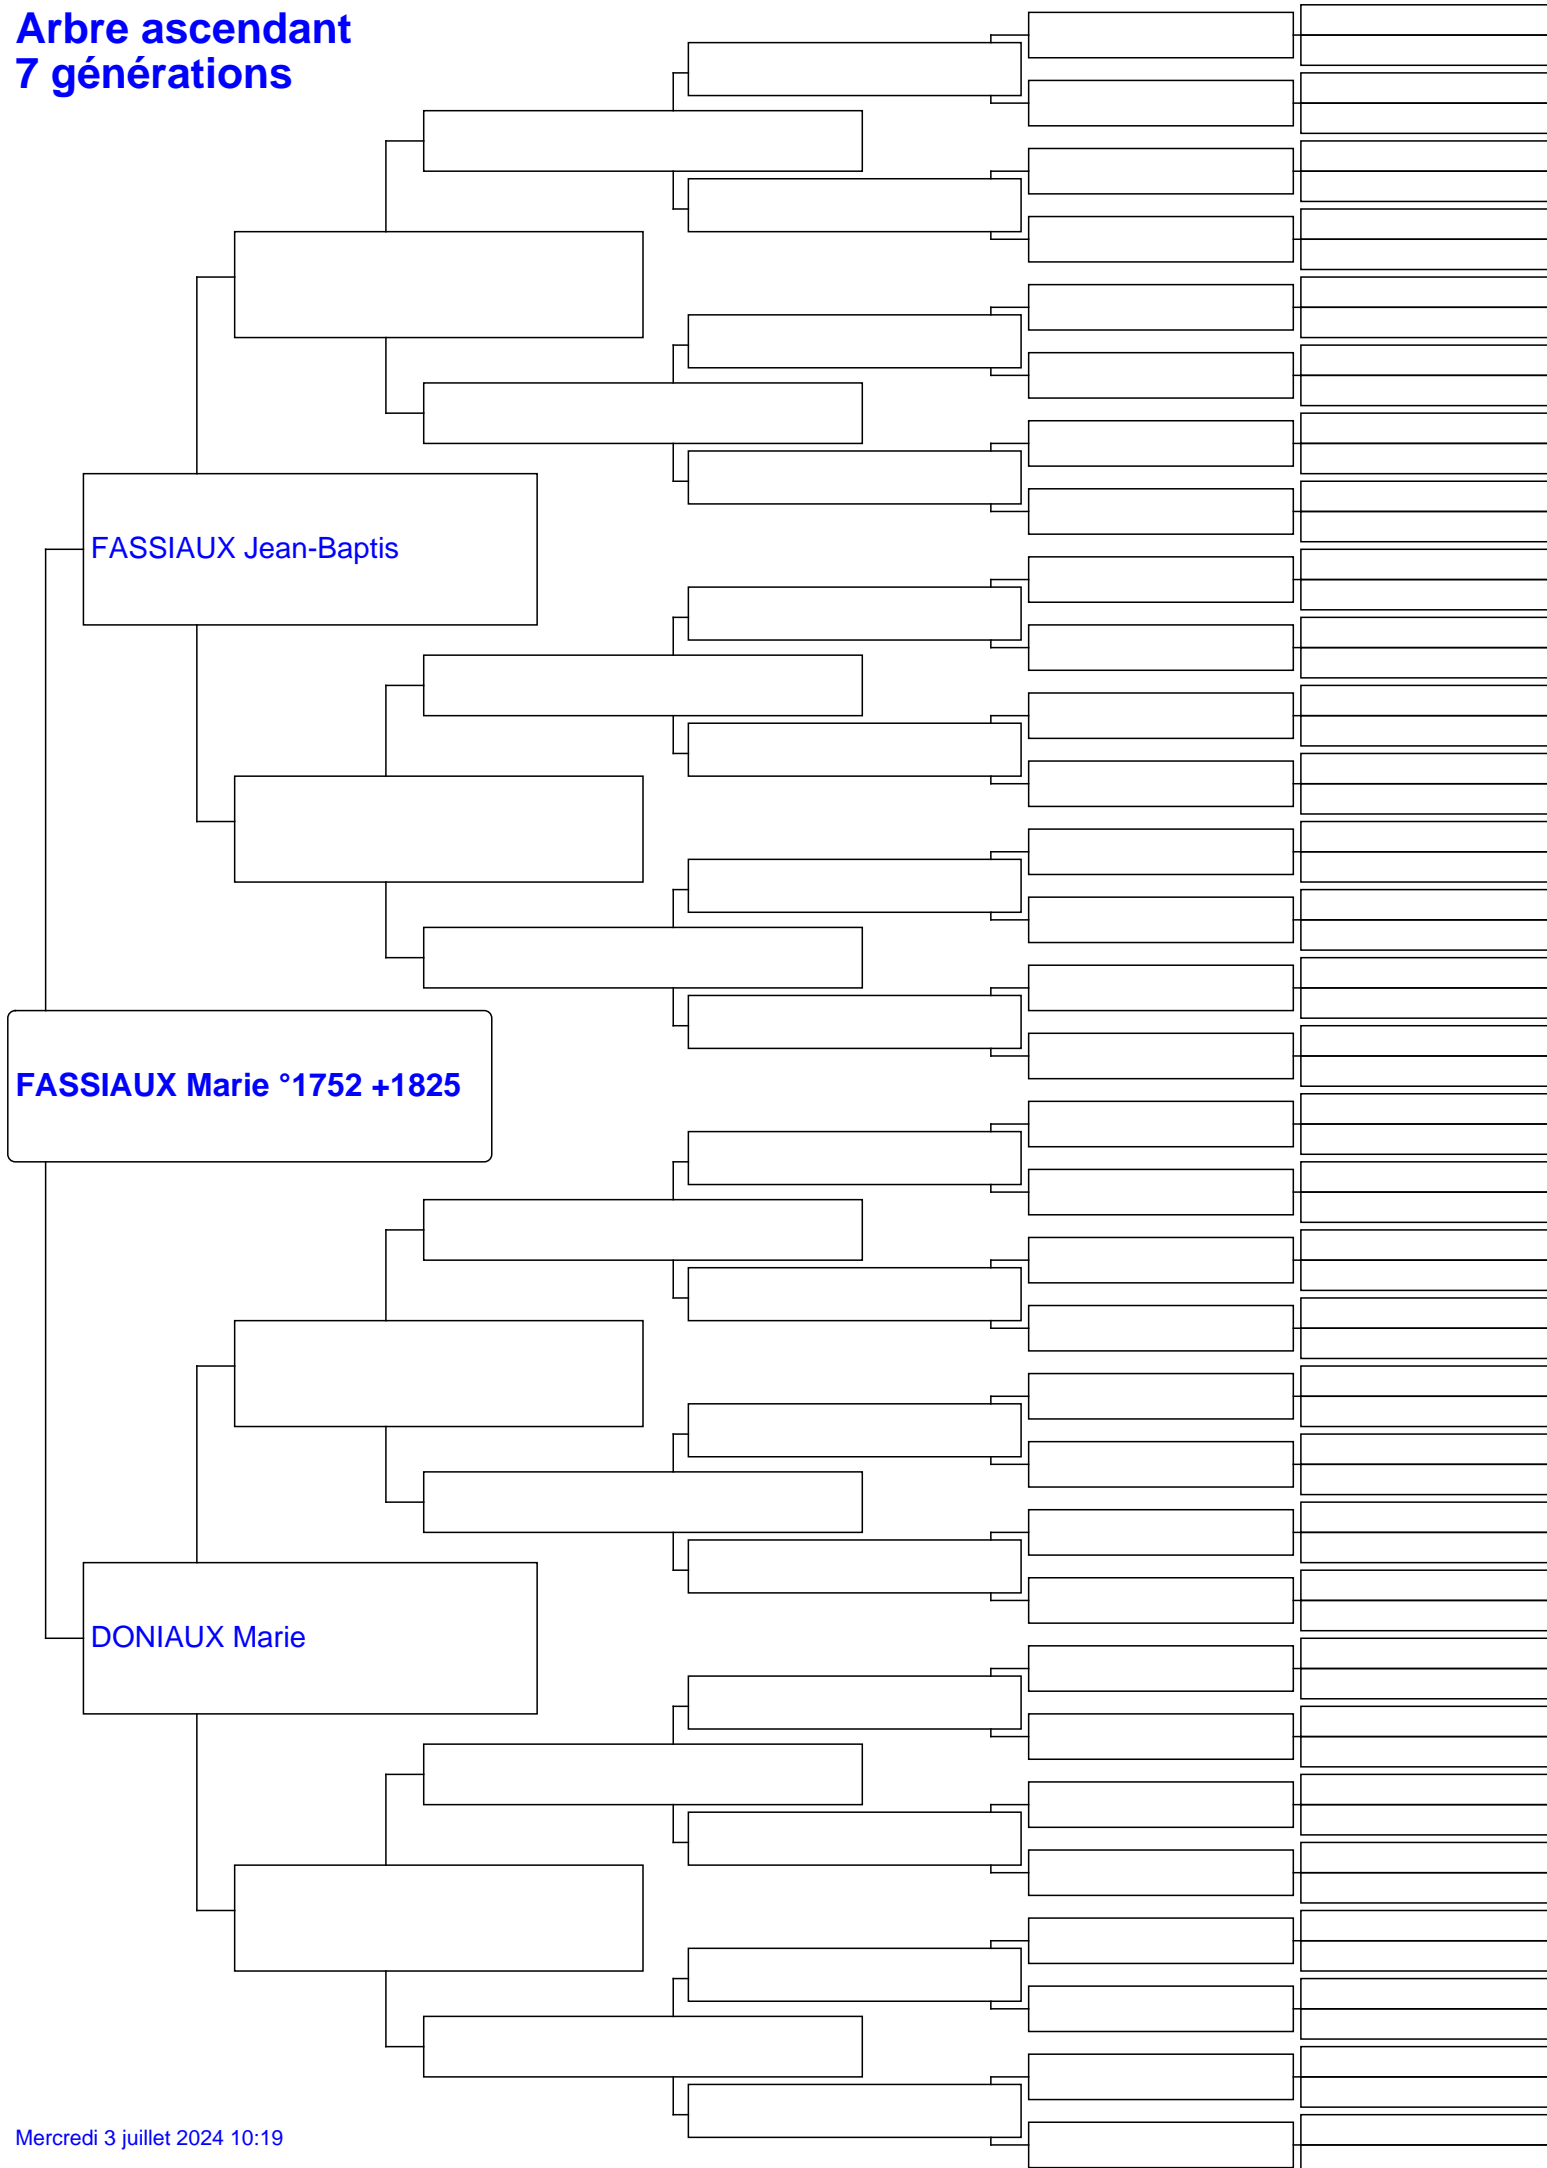 Arbre ascendant
7 générations
FASSIAUX Jean-Baptis
FASSIAUX Marie °1752 +1825
DONIAUX Marie
Mercredi 3 juillet 2024 10:19